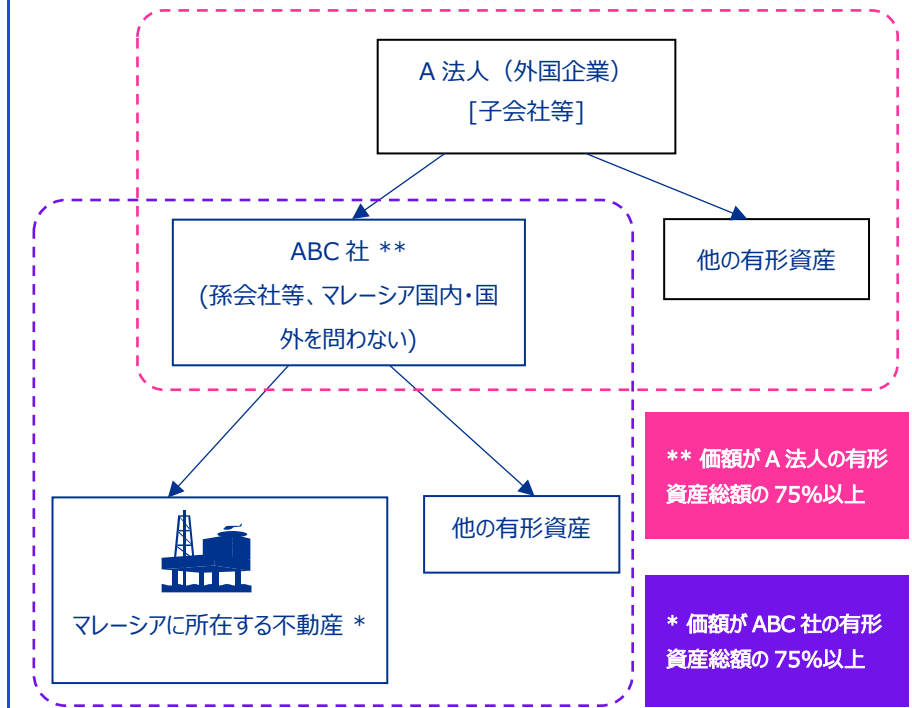 A 法人（外国企業）
[子会社等]
ABC 社 **
(孫会社等、マレーシア国内・国
外を問わない)
他の有形資産
** 価額が A 法人の有形
資産総額の 75%以上
マレーシアに所在する不動産 *
他の有形資産
* 価額が ABC 社の有形
資産総額の 75%以上